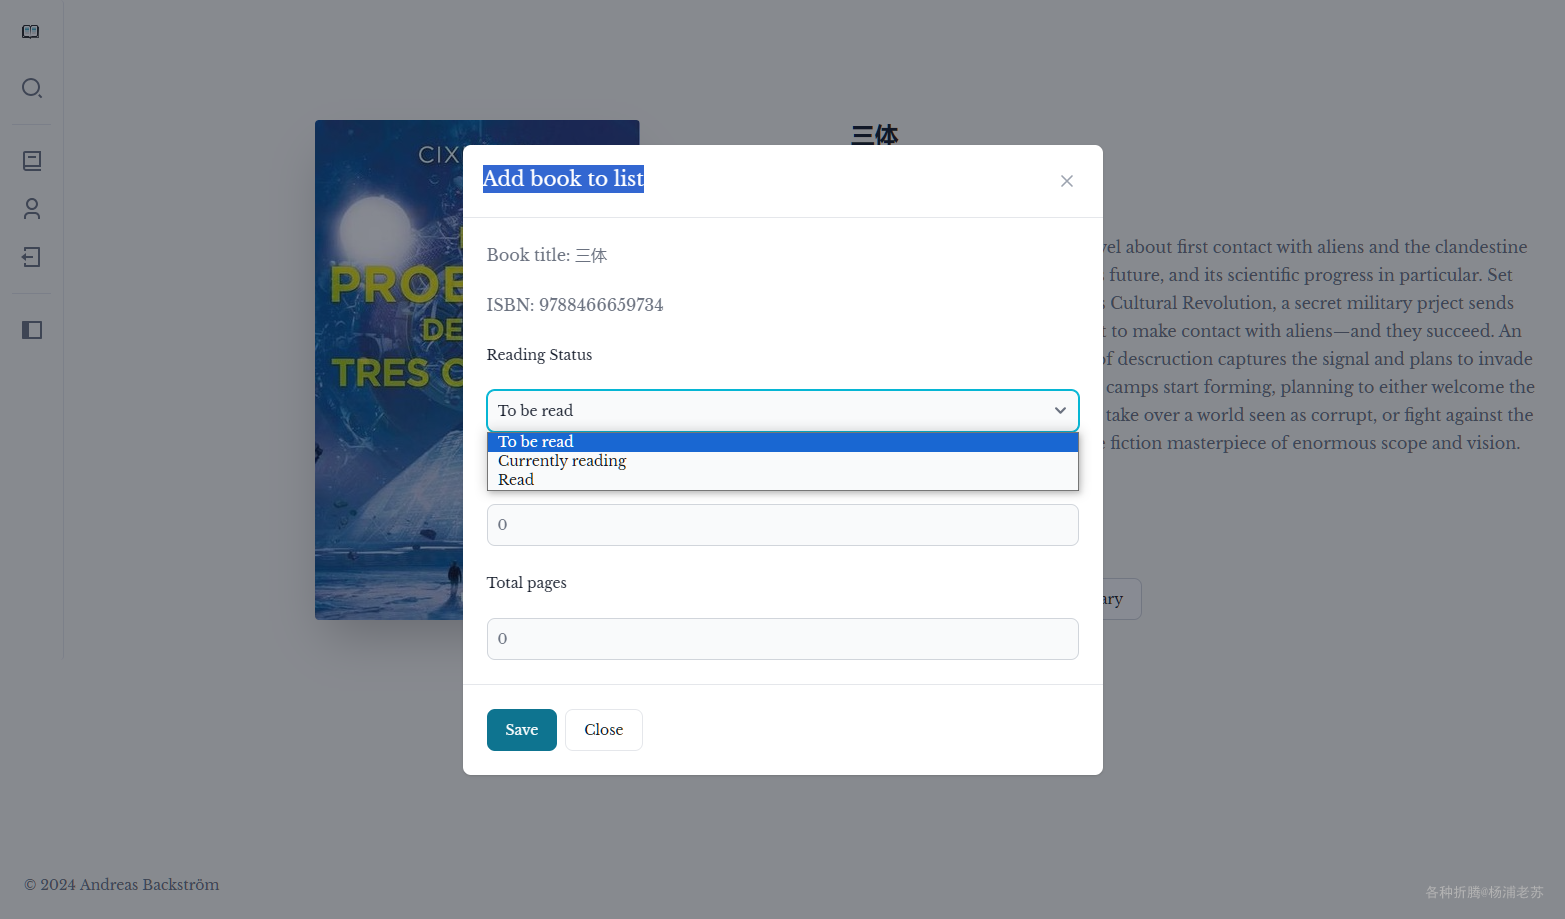 CIX
三体
Add book to list
Book title: 三体
ISBN: 9788466659734
Reading Status
To be read
To be read
Currently reading
Read
0
Total pages
0
Save
Close
PROB
DE
TRES C
vel about first contact with aliens and the clandestine
future, and its scientific progress in particular. Set
s Cultural Revolution, a secret military prject sends
t to make contact with aliens—and they succeed. An
of descruction captures the signal and plans to invade
camps start forming, planning to either welcome the
take over a world seen as corrupt, or fight against the
e fiction masterpiece of enormous scope and vision.
ary
© 2024 Andreas Backström
各种折腾@杨浦老苏